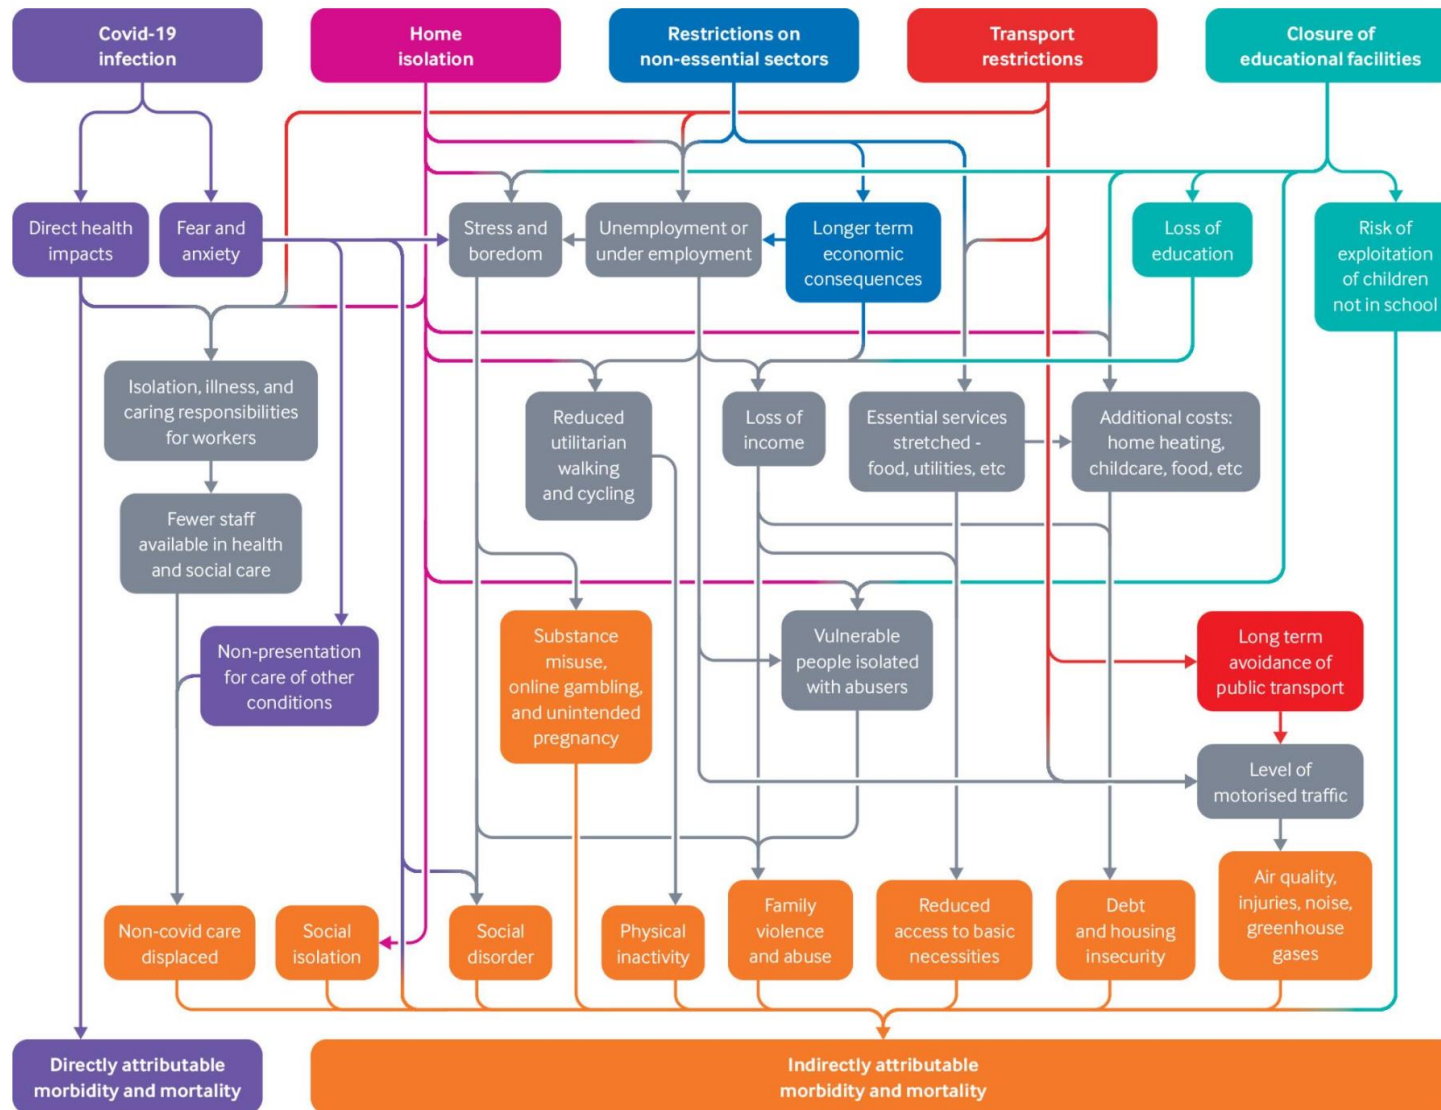 Covid-19
infection
Home
isolation
Restrictions on
non-essential sectors
Transport
restrictions
Closure of
educational facilities
Direct health
impacts
Fear and
anxiety
Stress and
boredom
Unemployment or
under employment
Longer term
economic
consequences
Loss of
education
Risk of
exploitation
of children
not in school
Isolation, illness, and
caring responsibilities
for workers
Reduced
utilitarian
walking
and cycling
Loss of
income
Essential services
stretched -
food, utilities, etc
Additional costs:
home heating,
childcare, food, etc
Fewer staff
available in health
and social care
Non-presentation
for care of other
conditions
Substance
misuse,
online gambling,
and unintended
pregnancy
Vulnerable
people isolated
with abusers
Long term
avoidance of
public transport
Level of
motorised traffic
Non-covid care
displaced
Social
isolation
Social
disorder
Physical
inactivity
Family
violence
and abuse
Reduced
access to basic
necessities
Debt
and housing
insecurity
Air quality,
injuries, noise,
greenhouse
gases
Directly attributable
morbidity and mortality
Indirectly attributable
morbidity and mortality